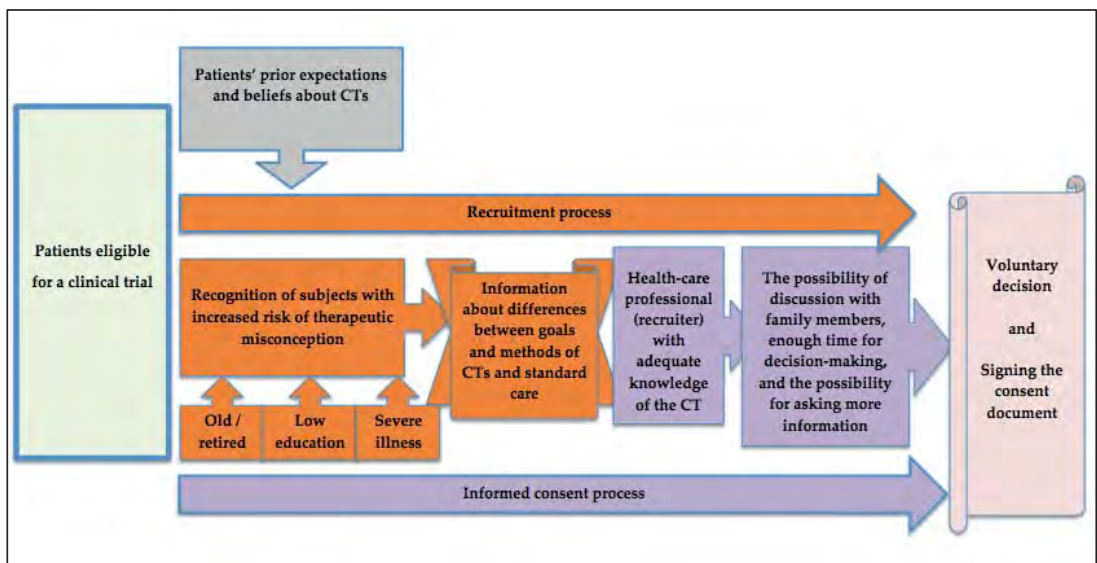 Patients' prior expectations
and beliefs about CTs
Recruitment process
Patients eligible
for a clinical trial
Recognition of subjects with
increased risk of therapeutic
misconception
Old /
retired
Low
education
Severe
illness
Information
about differences
between goals
and methods of
CTs and standard
care
Health-care
professional
(recruiter)
with
adequate
knowledge
of the CT
The possibility of
discussion with
family members,
enough time for
decision-making,
and the possibility
for asking more
information
Voluntary
decision
and
Signing the
consent
document
Informed consent process